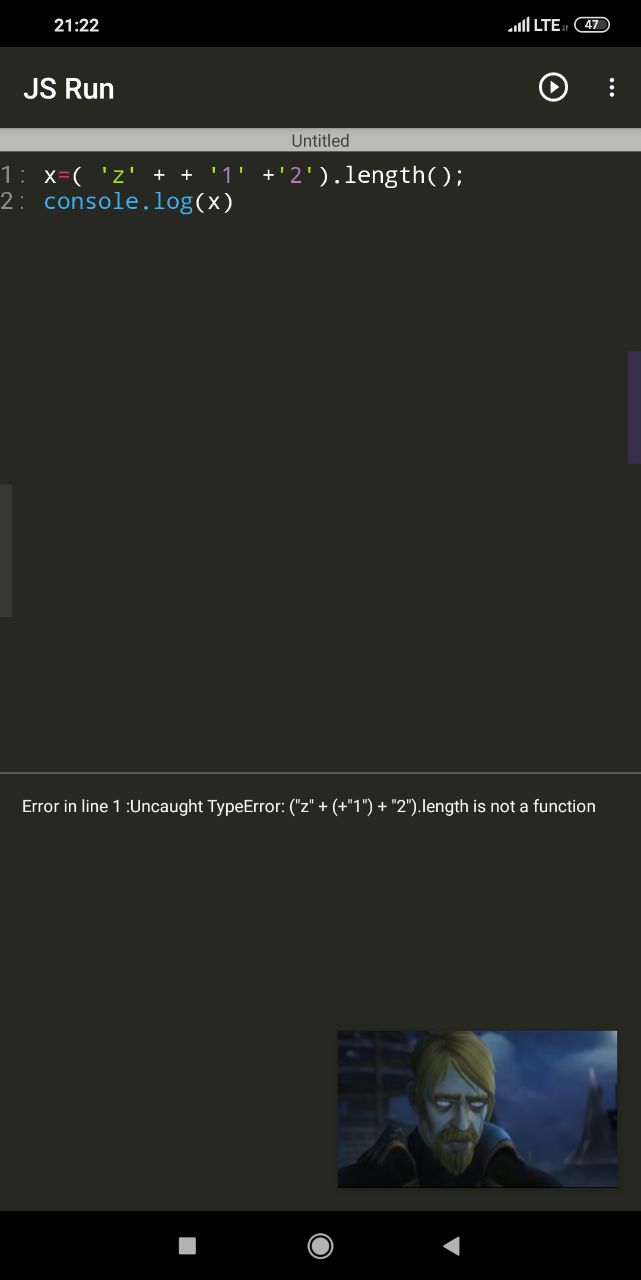 21:22 LTE 47
JS Run
Untitled
1: x=( 'z' + + '1' +'2').length();
2: console.log(x)
Error in line 1 :Uncaught TypeError: ("z" + (+"1") + "2").length is not a function